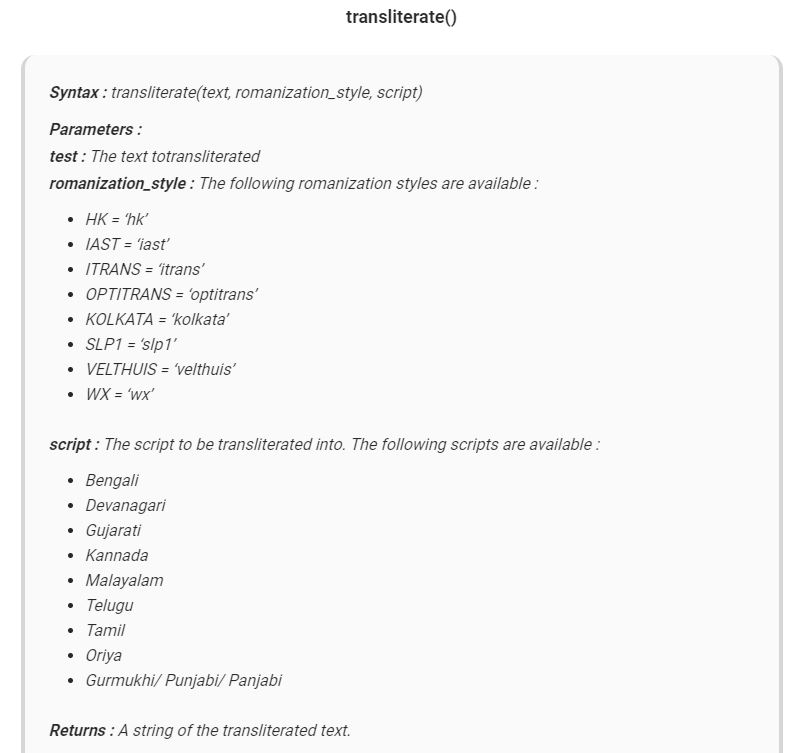 transliterate()
Syntax : transliterate(text, romanization_style, script)
Parameters :
test : The text totransliterated
romanization_style : The following romanization styles are available :
• HK = ‘hk’
• IAST = ‘iast’
• ITRANS = ‘itrans’
• OPTITRANS = ‘optitrans’
• KOLKATA = ‘kolkata’
• SLP1 = ‘slp1’
• VELTHUIS = ‘velthuis’
• WX = ‘wx’
script : The script to be transliterated into. The following scripts are available :
• Bengali
• Devanagari
• Gujarati
• Kannada
• Malayalam
• Telugu
• Tamil
• Oriya
• Gurmukhi/ Punjabi/ Panjabi
Returns : A string of the transliterated text.